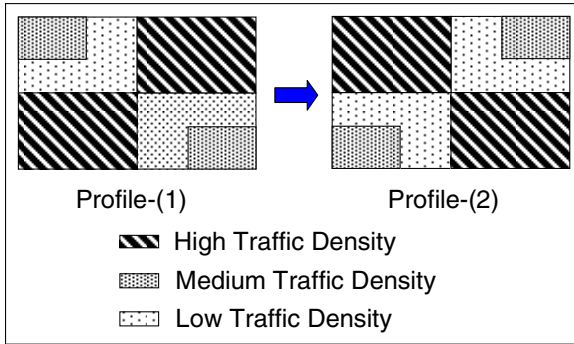 Profile-(1)
Profile-(2)
High Traffic Density
Medium Traffic Density
Low Traffic Density